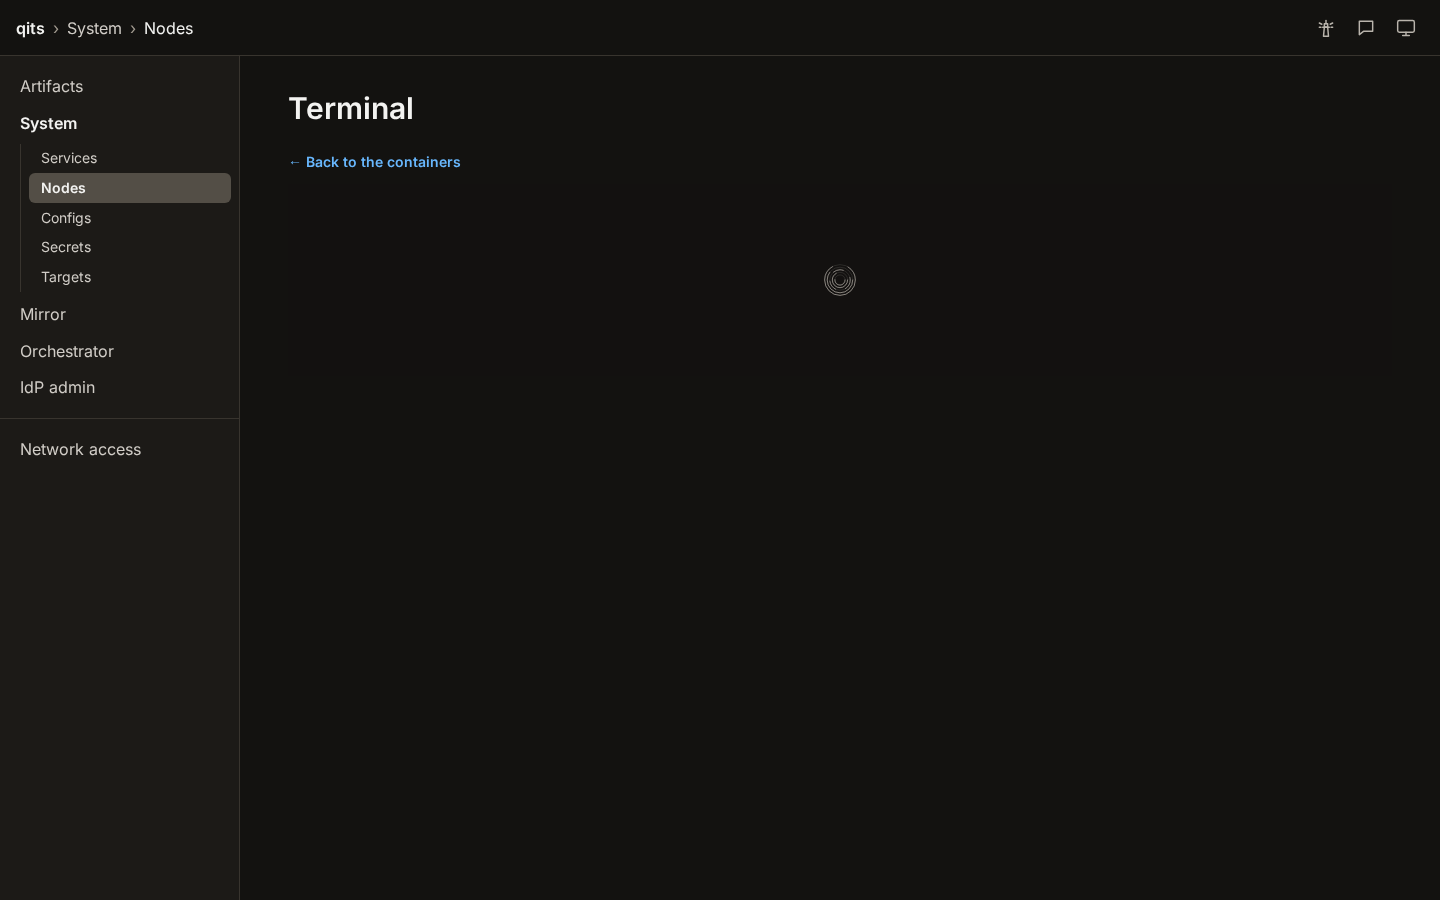 qits › System › Nodes
Artifacts
System
Services
Nodes
Configs
Secrets
Targets
Mirror
Orchestrator
IdP admin
Network access
Terminal
← Back to the containers